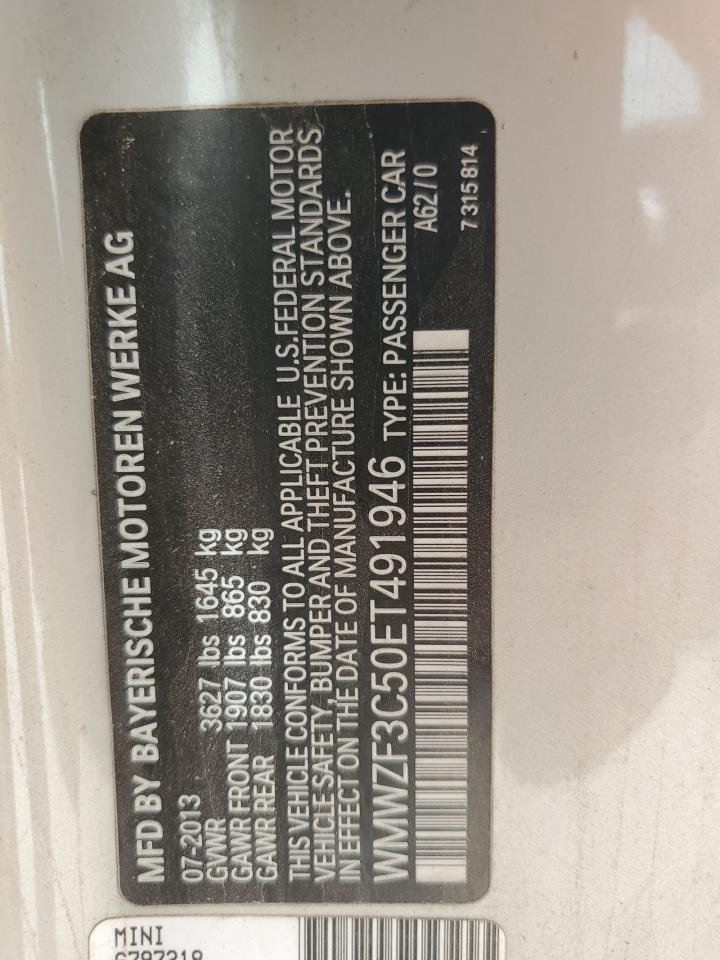 MFD BY BAYERISCHE MOTOREN WERKE AG
07-2013
GVWR 3627 lbs 1645 kg
GAWR FRONT 1907 lbs 865 kg
GAWR REAR 1830 lbs 830 kg
THIS VEHICLE CONFORMS TO ALL APPLICABLE U.S.FEDERAL MOTOR
VEHICLE SAFETY, BUMPER AND THEFT PREVENTION STANDARDS
IN EFFECT ON THE DATE OF MANUFACTURE SHOWN ABOVE.
WMWZF3C50ET491946 TYPE: PASSENGER CAR
A62/0
7 315 814
MINI